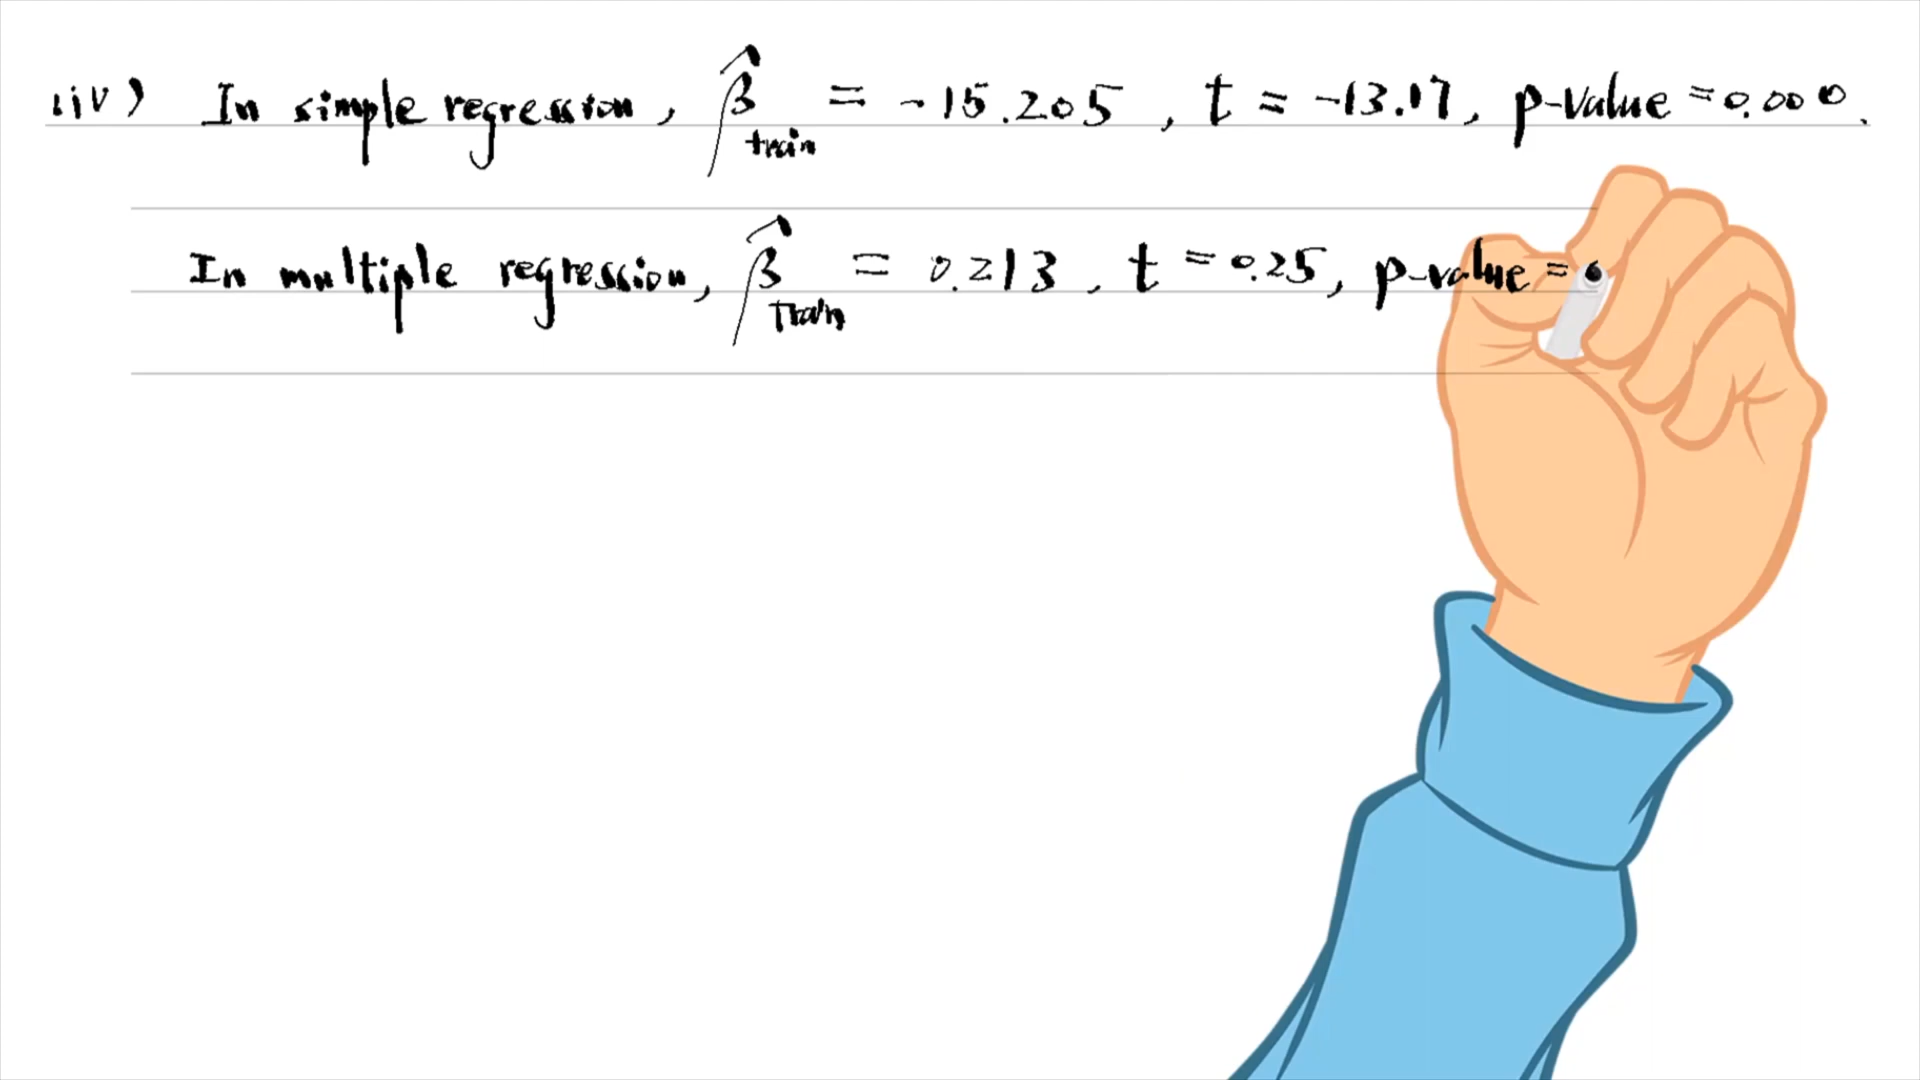 (iv) In simple regression, β̂train = -15.205, t = -13.17, p-value = 0.000.
In multiple regression, β̂Train = 0.213, t = 0.25, p-value = 0